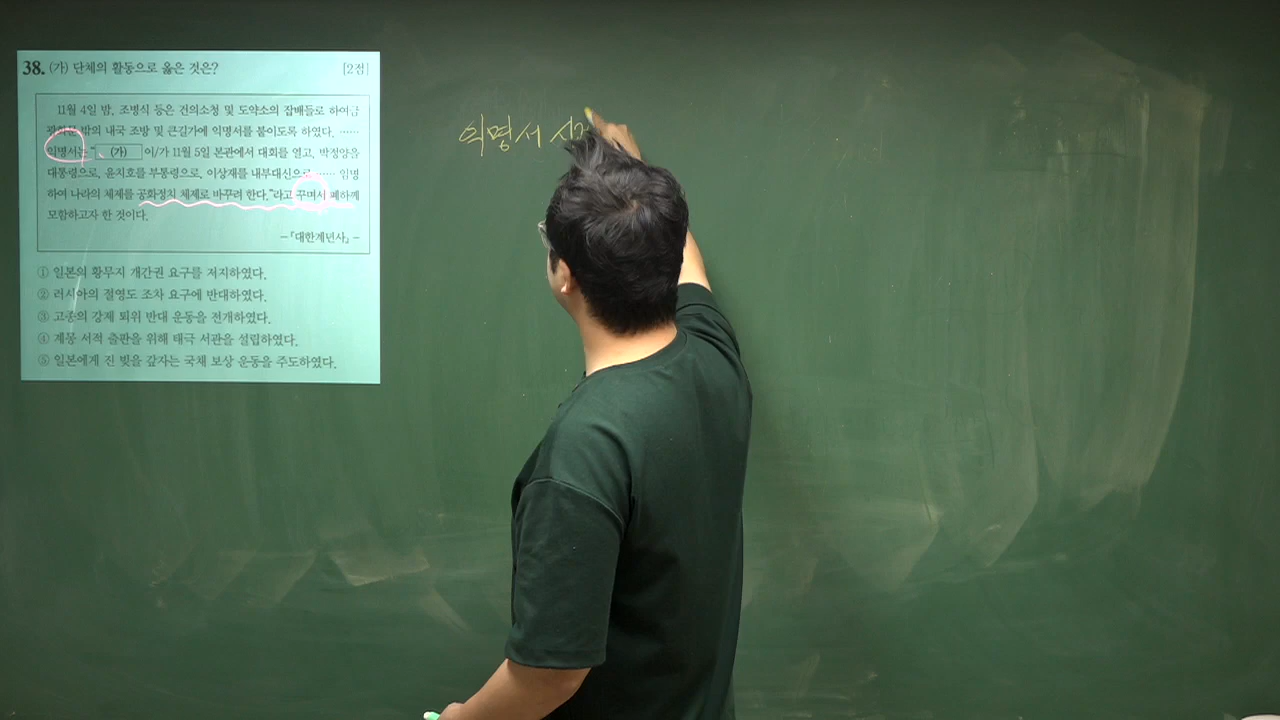 38. (가) 단체의 활동으로 옳은 것은? [2점]
11월 4일 밤, 조병식 등은 건의소청 및 도약소의 잡배들로 하여금
광화문 밖의 내국 조방 및 큰길가에 익명서를 붙이도록 하였다. ……
익명서는 “ (가) 이/가 11월 5일 본관에서 대회를 열고, 박정양을
대통령으로, 윤치호를 부통령으로, 이상재를 내부대신으로 …… 임명
하여 나라의 체제를 공화정치 체제로 바꾸려 한다.”라고 꾸며서 폐하께
모함하고자 한 것이다.
-『대한계년사』-
① 일본의 황무지 개간권 요구를 저지하였다.
② 러시아의 절영도 조차 요구에 반대하였다.
③ 고종의 강제 퇴위 반대 운동을 전개하였다.
④ 계몽 서적 출판을 위해 태극 서관을 설립하였다.
⑤ 일본에게 진 빚을 갚자는 국채 보상 운동을 주도하였다.
익명서